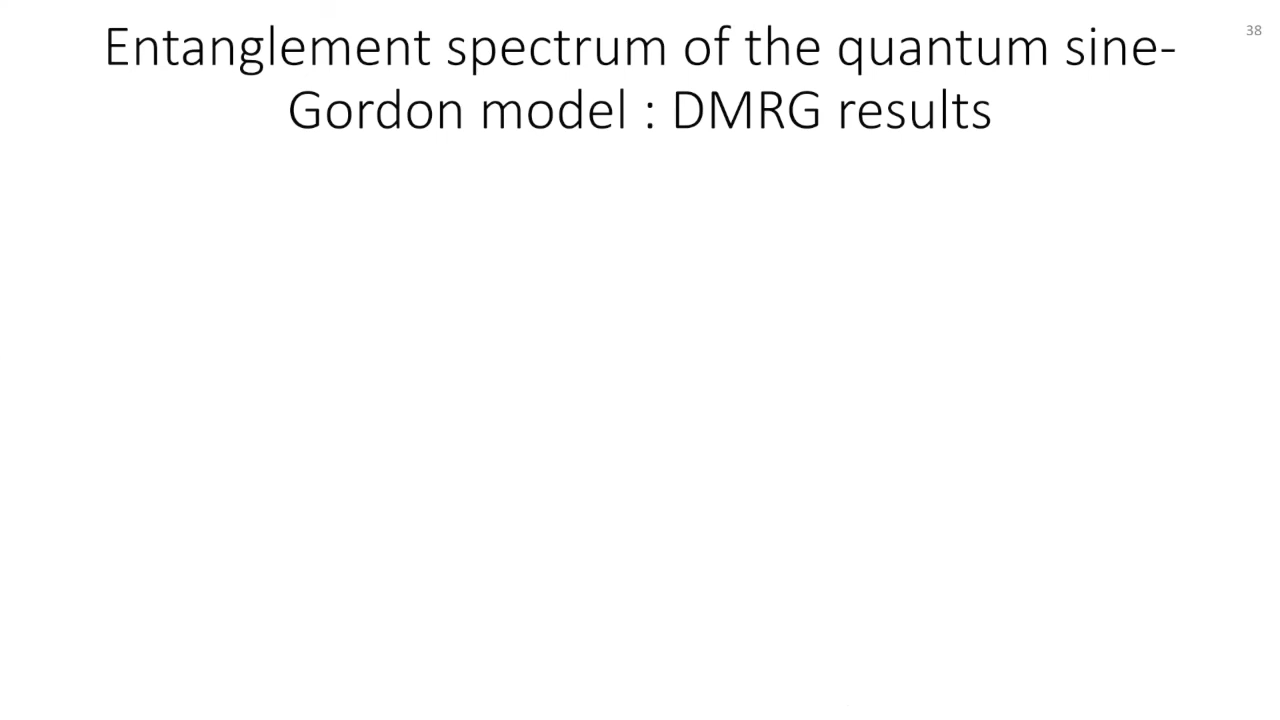 38
Entanglement spectrum of the quantum sine-
Gordon model : DMRG results